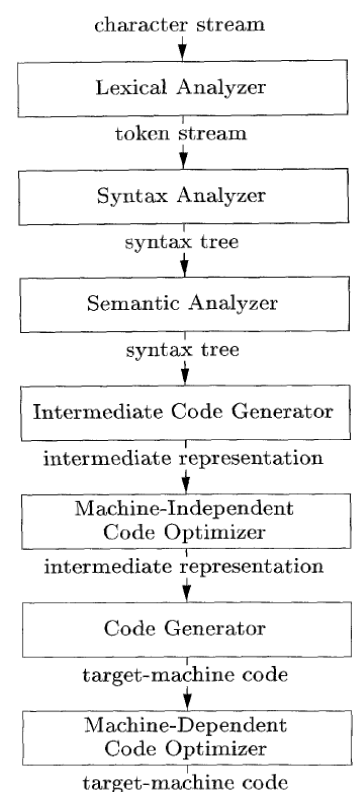 character stream
Lexical Analyzer
token stream
Syntax Analyzer
syntax tree
Semantic Analyzer
syntax tree
Intermediate Code Generator
intermediate representation
Machine-Independent
Code Optimizer
intermediate representation
Code Generator
target-machine code
Machine-Dependent
Code Optimizer
target-machine code